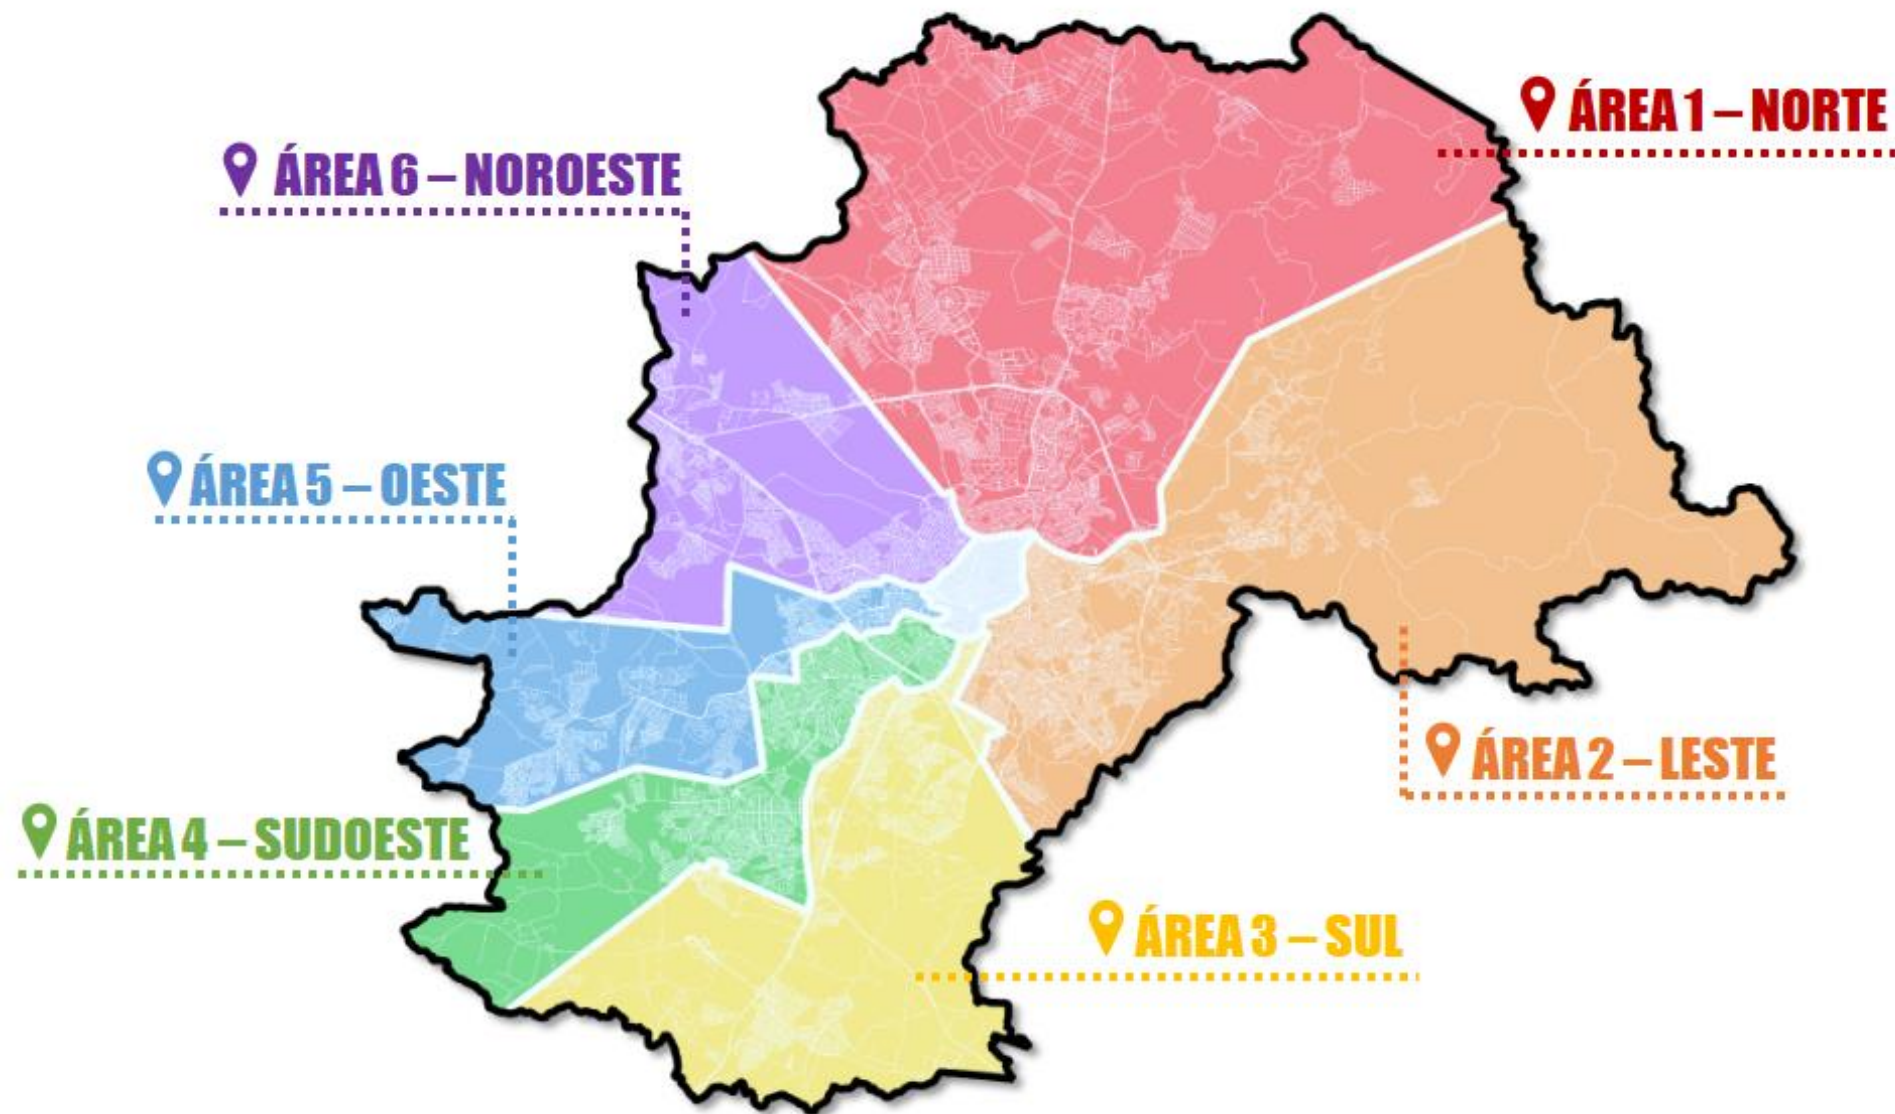 ÁREA 1 – NORTE
ÁREA 6 – NOROESTE
ÁREA 5 – OESTE
ÁREA 2 – LESTE
ÁREA 4 – SUDOESTE
ÁREA 3 – SUL